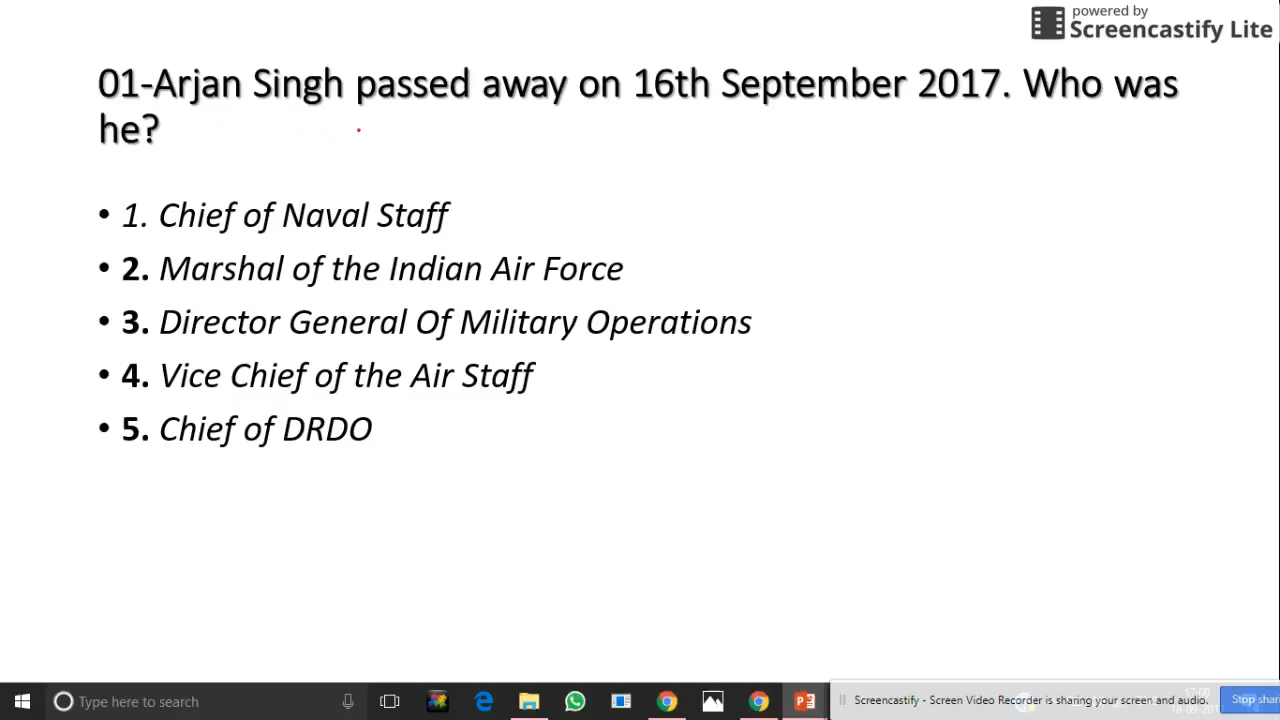 powered by
Screencastify Lite
01-Arjan Singh passed away on 16th September 2017. Who was
he?
• 1. Chief of Naval Staff
• 2. Marshal of the Indian Air Force
• 3. Director General Of Military Operations
• 4. Vice Chief of the Air Staff
• 5. Chief of DRDO
Type here to search
Screencastify - Screen Video Recorder is sharing your screen and audio.
Stop shar